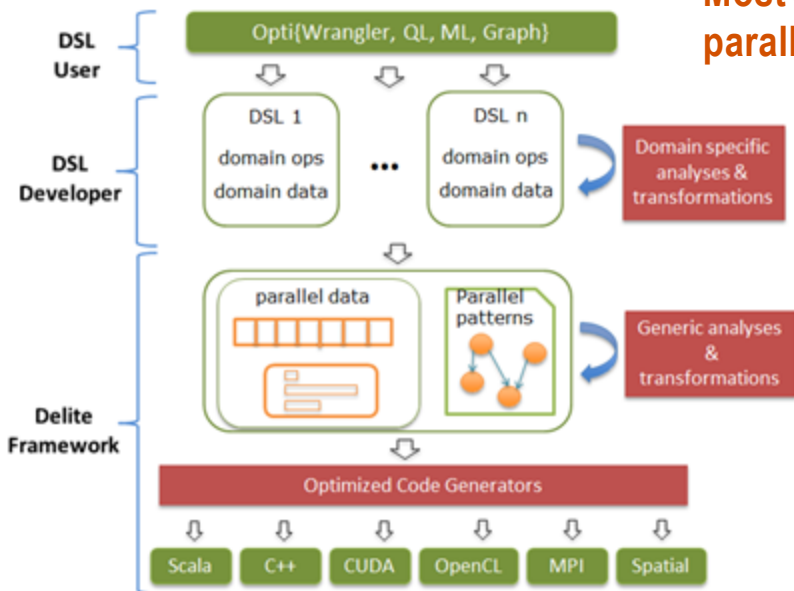 Most
parall
DSL
User
Opti{Wrangler, QL, ML, Graph}
DSL
Developer
DSL 1
domain ops
domain data
...
DSL n
domain ops
domain data
Domain specific
analyses &
transformations
Delite
Framework
parallel data
Parallel
patterns
Generic analyses
&
transformations
Optimized Code Generators
Scala
C++
CUDA
OpenCL
MPI
Spatial